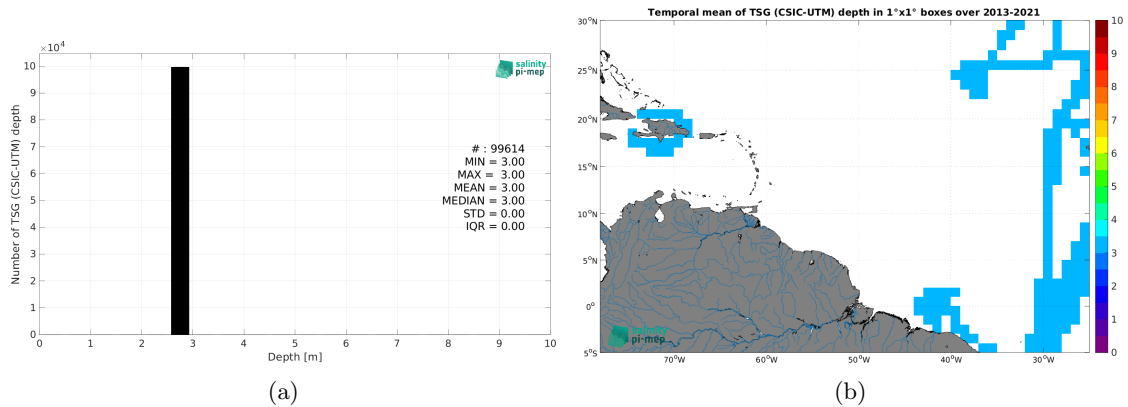 ×10⁴
10
9
8
7
6
5
4
3
2
1
0
Number of TSG (CSIC-UTM) depth
salinity
pi-mep
# : 99614
MIN = 3.00
MAX = 3.00
MEAN = 3.00
MEDIAN = 3.00
STD = 0.00
IQR = 0.00
0 1 2 3 4 5 6 7 8 9 10
Depth [m]
(a)
Temporal mean of TSG (CSIC-UTM) depth in 1°x1° boxes over 2013-2021
30°N
25°N
20°N
15°N
10°N
5°N
0°
5°S
salinity
pi-mep
70°W 60°W 50°W 40°W 30°W
10
9
8
7
6
5
4
3
2
1
0
(b)